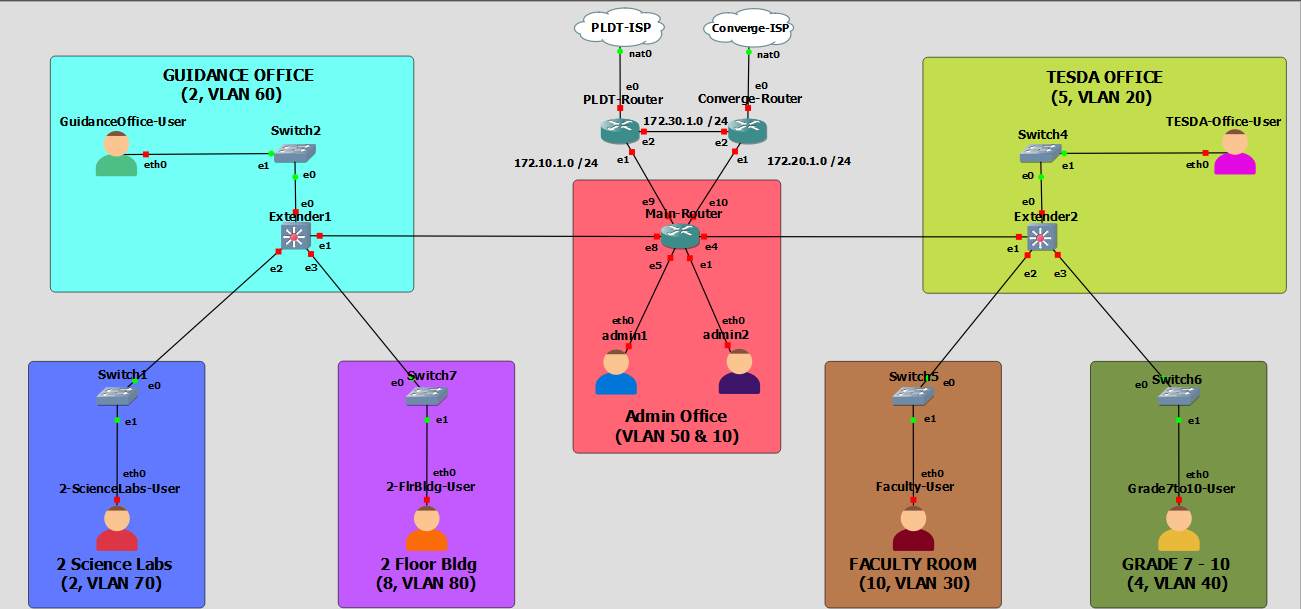 PLDT-ISP
Converge-ISP
nat0
nat0
e0
e0
PLDT-Router
Converge-Router
172.30.1.0 /24
e2
e2
e1
e1
172.10.1.0 /24
172.20.1.0 /24
GUIDANCE OFFICE
(2, VLAN 60)
GuidanceOffice-User
eth0
Switch2
e1
e0
e0
Extender1
e1
e2
e3
TESDA OFFICE
(5, VLAN 20)
TESDA-Office-User
eth0
Switch4
e1
e0
e0
Extender2
e1
e2
e3
e9
e10
Main-Router
e8
e4
e5
e1
eth0
admin1
eth0
admin2
Admin Office
(VLAN 50 & 10)
Switch1
e0
e1
eth0
2-ScienceLabs-User
2 Science Labs
(2, VLAN 70)
Switch7
e0
e1
eth0
2-FlrBldg-User
2 Floor Bldg
(8, VLAN 80)
Switch5
e0
e1
eth0
Faculty-User
FACULTY ROOM
(10, VLAN 30)
Switch6
e0
e1
eth0
Grade7to10-User
GRADE 7 - 10
(4, VLAN 40)